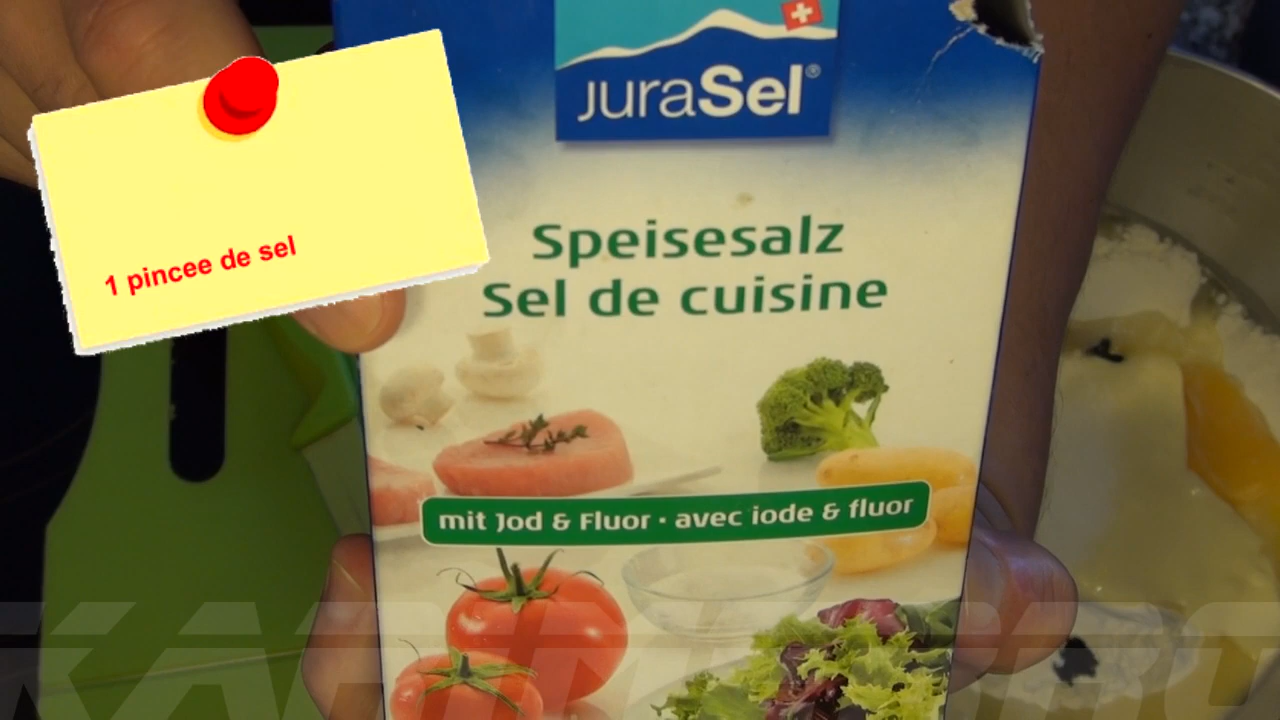 juraSel®
Speisesalz
Sel de cuisine
mit Jod & Fluor · avec iode & fluor
1 pincee de sel